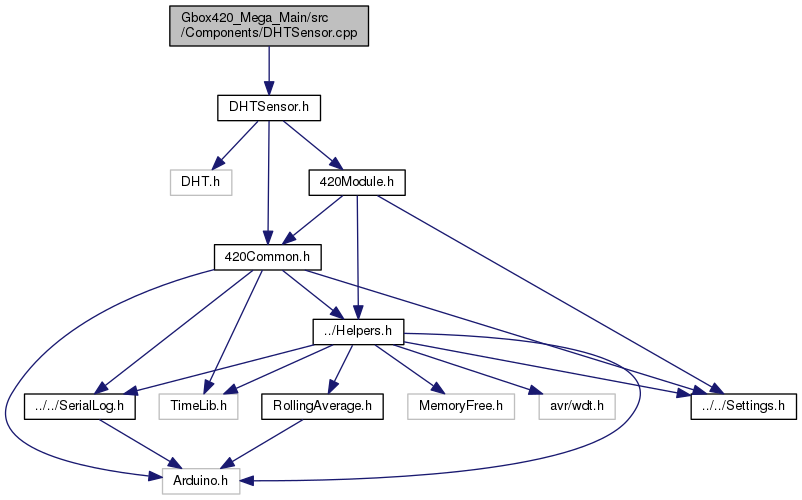 Gbox420_Mega_Main/src
/Components/DHTSensor.cpp
DHTSensor.h
DHT.h
420Module.h
420Common.h
../Helpers.h
../../SerialLog.h
TimeLib.h
RollingAverage.h
MemoryFree.h
avr/wdt.h
../../Settings.h
Arduino.h